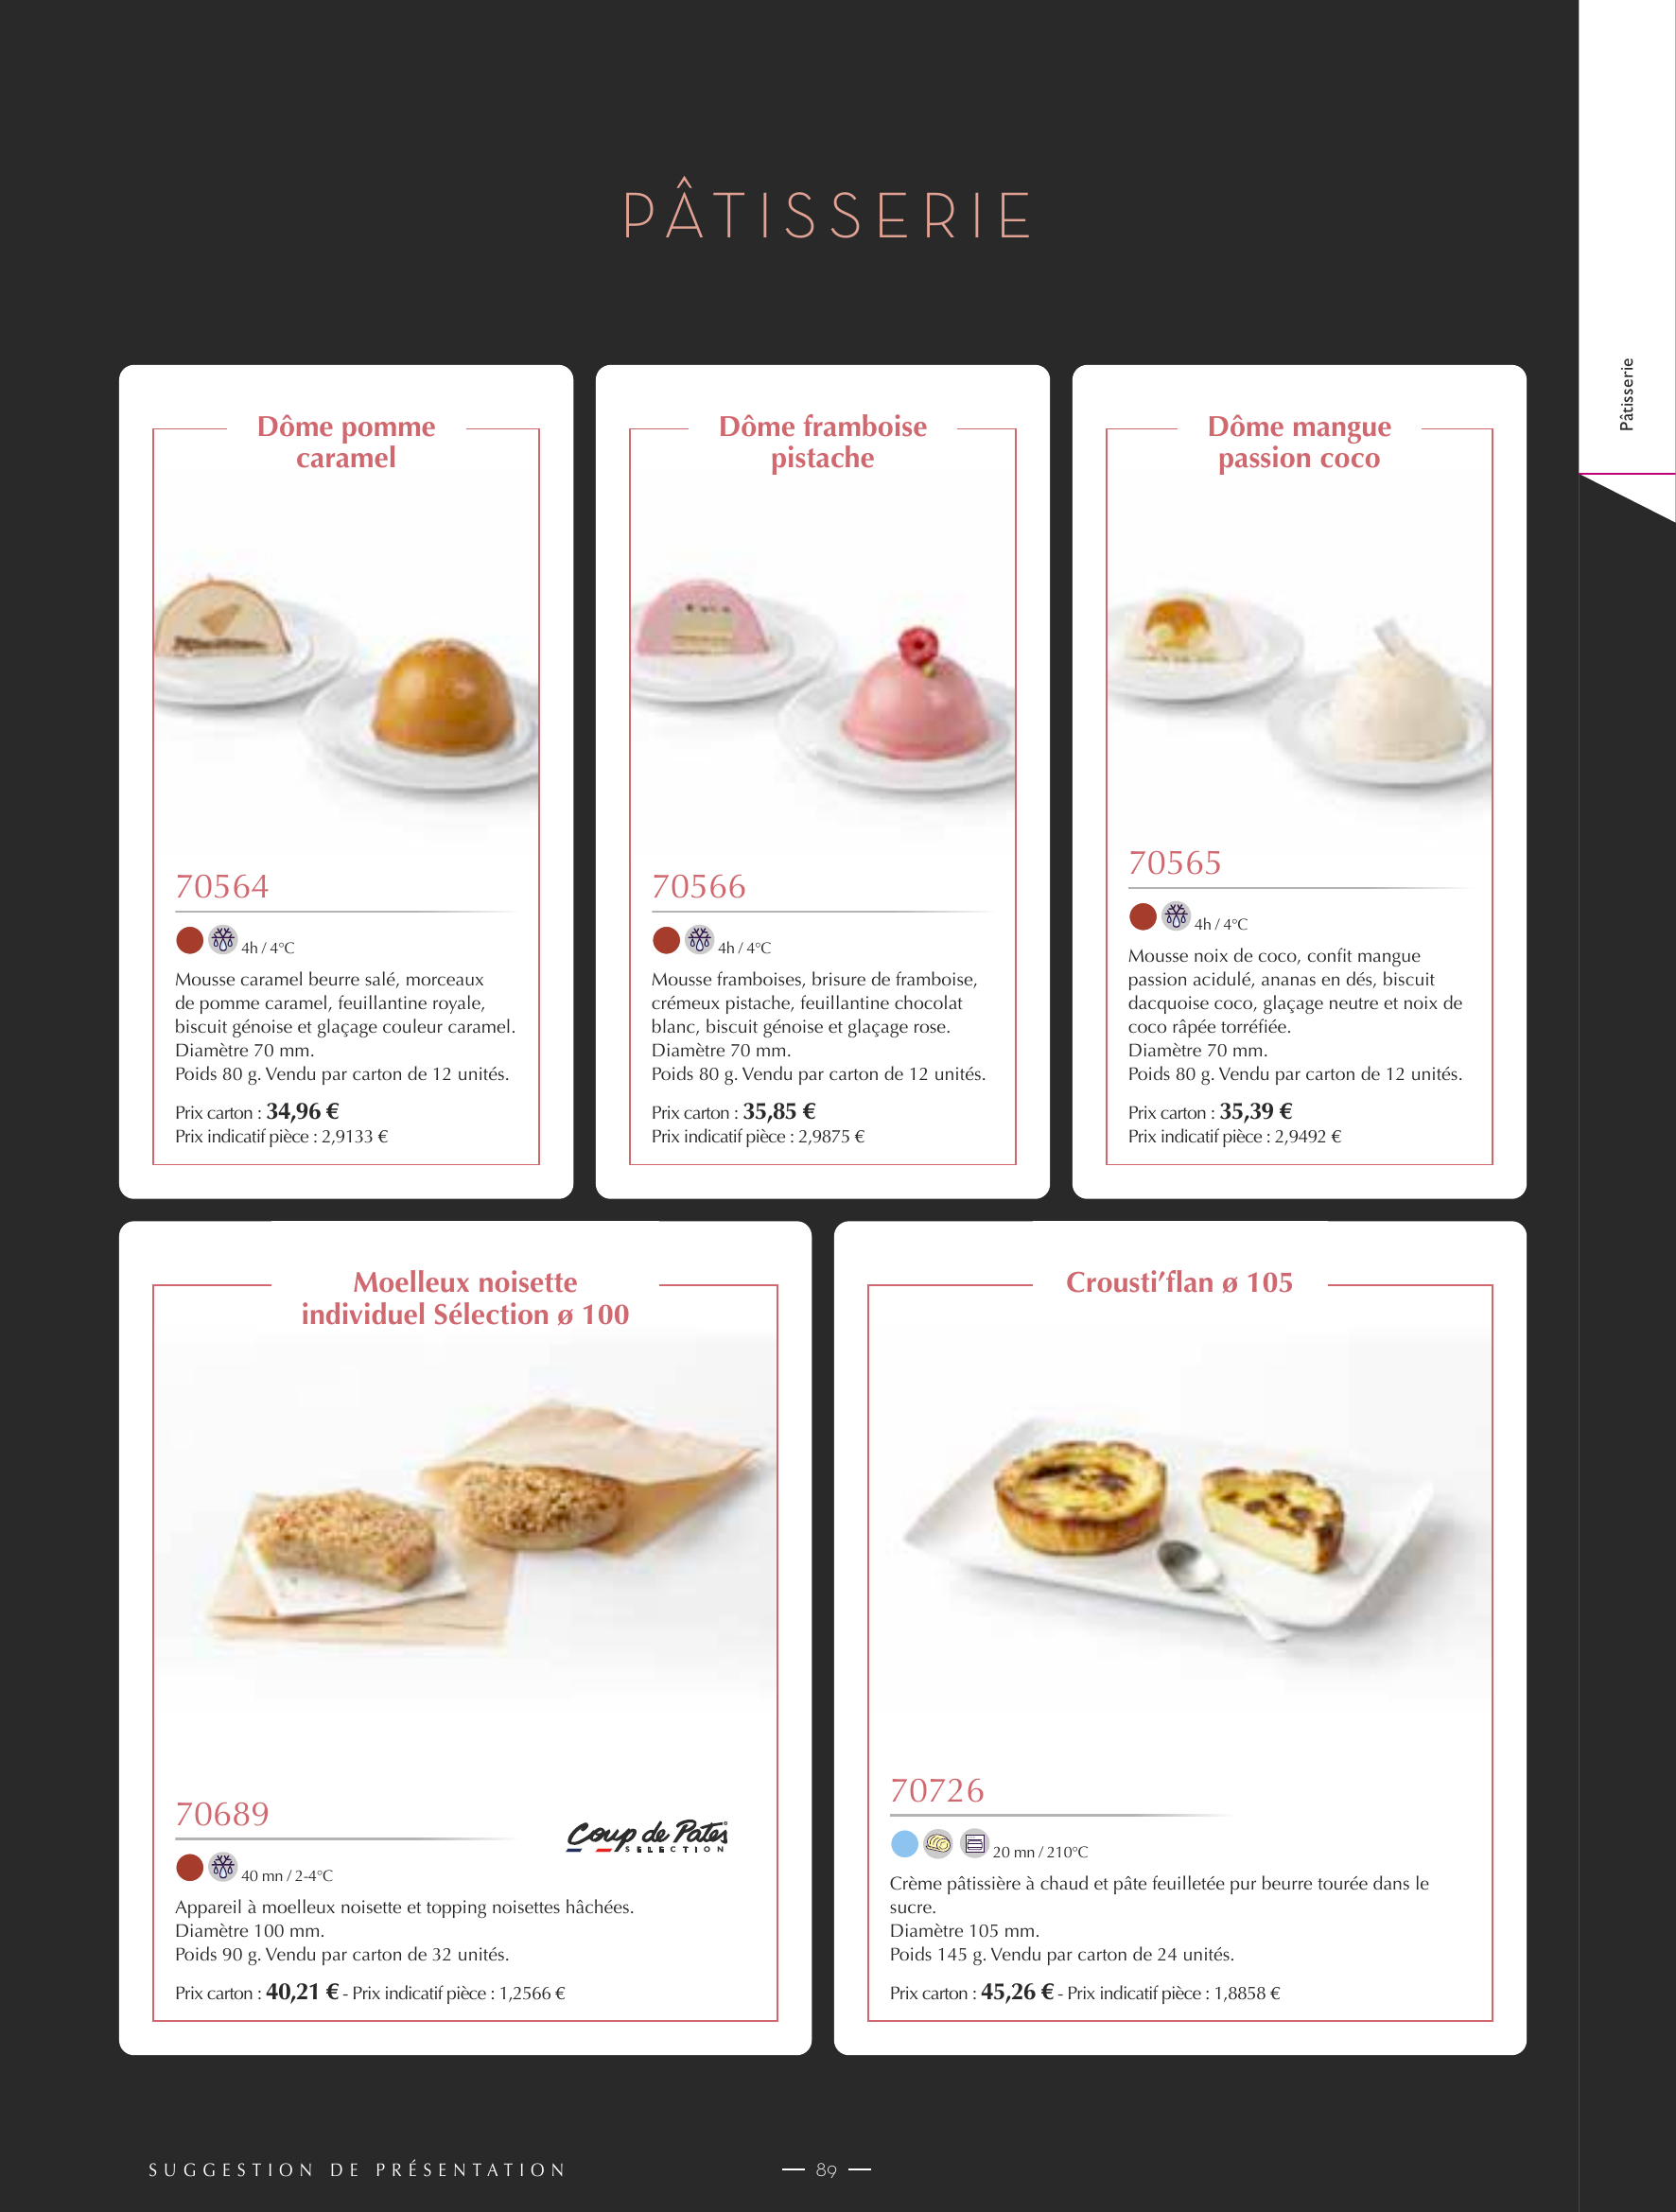 PÂTISSERIE
Pâtisserie
Dôme pomme
caramel
70564
4h / 4°C
Mousse caramel beurre salé, morceaux
de pomme caramel, feuillantine royale,
biscuit génoise et glaçage couleur caramel.
Diamètre 70 mm.
Poids 80 g. Vendu par carton de 12 unités.
Prix carton : 34,96 €
Prix indicatif pièce : 2,9133 €
Dôme framboise
pistache
70566
4h / 4°C
Mousse framboises, brisure de framboise,
crémeux pistache, feuillantine chocolat
blanc, biscuit génoise et glaçage rose.
Diamètre 70 mm.
Poids 80 g. Vendu par carton de 12 unités.
Prix carton : 35,85 €
Prix indicatif pièce : 2,9875 €
Dôme mangue
passion coco
70565
4h / 4°C
Mousse noix de coco, confit mangue
passion acidulé, ananas en dés, biscuit
dacquoise coco, glaçage neutre et noix de
coco râpée torréfiée.
Diamètre 70 mm.
Poids 80 g. Vendu par carton de 12 unités.
Prix carton : 35,39 €
Prix indicatif pièce : 2,9492 €
Moelleux noisette
individuel Sélection ø 100
70689
Coup de Pates
SELECTION
40 mn / 2-4°C
Appareil à moelleux noisette et topping noisettes hâchées.
Diamètre 100 mm.
Poids 90 g. Vendu par carton de 32 unités.
Prix carton : 40,21 € - Prix indicatif pièce : 1,2566 €
Crousti’flan ø 105
70726
20 mn / 210°C
Crème pâtissière à chaud et pâte feuilletée pur beurre tourée dans le
sucre.
Diamètre 105 mm.
Poids 145 g. Vendu par carton de 24 unités.
Prix carton : 45,26 € - Prix indicatif pièce : 1,8858 €
SUGGESTION DE PRÉSENTATION
— 89 —